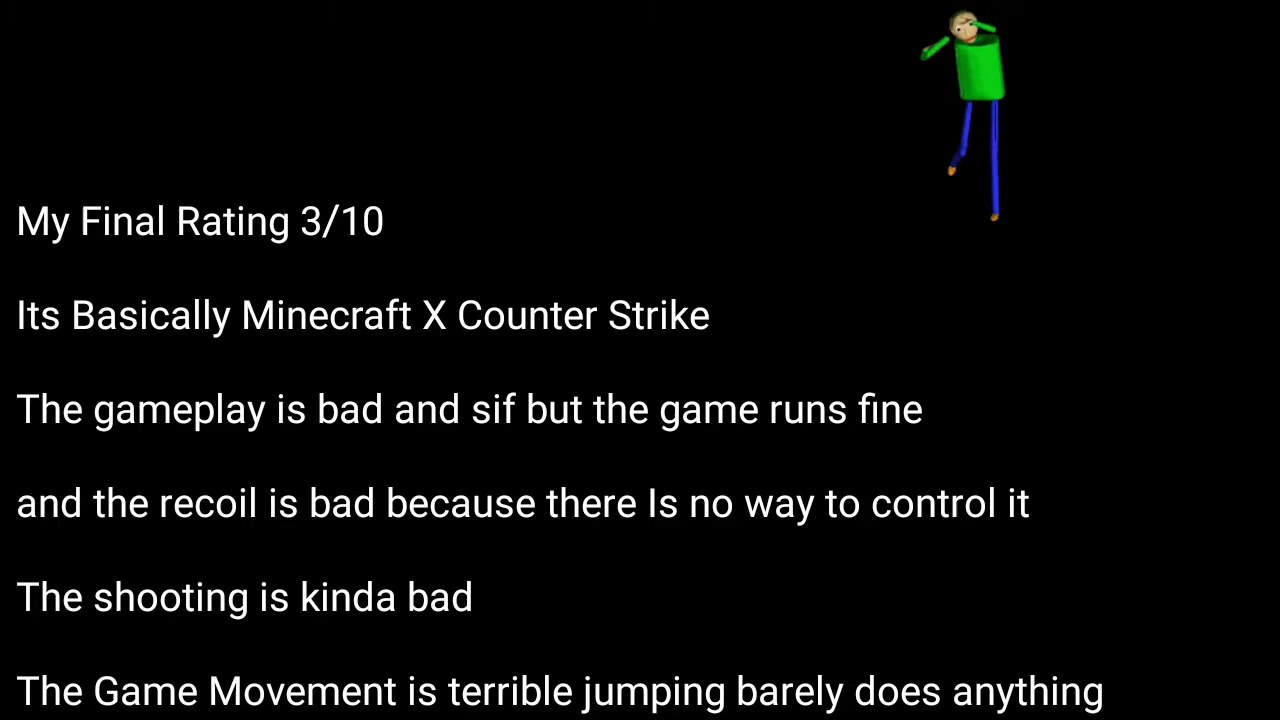 My Final Rating 3/10
Its Basically Minecraft X Counter Strike
The gameplay is bad and sif but the game runs fine
and the recoil is bad because there Is no way to control it
The shooting is kinda bad
The Game Movement is terrible jumping barely does anything